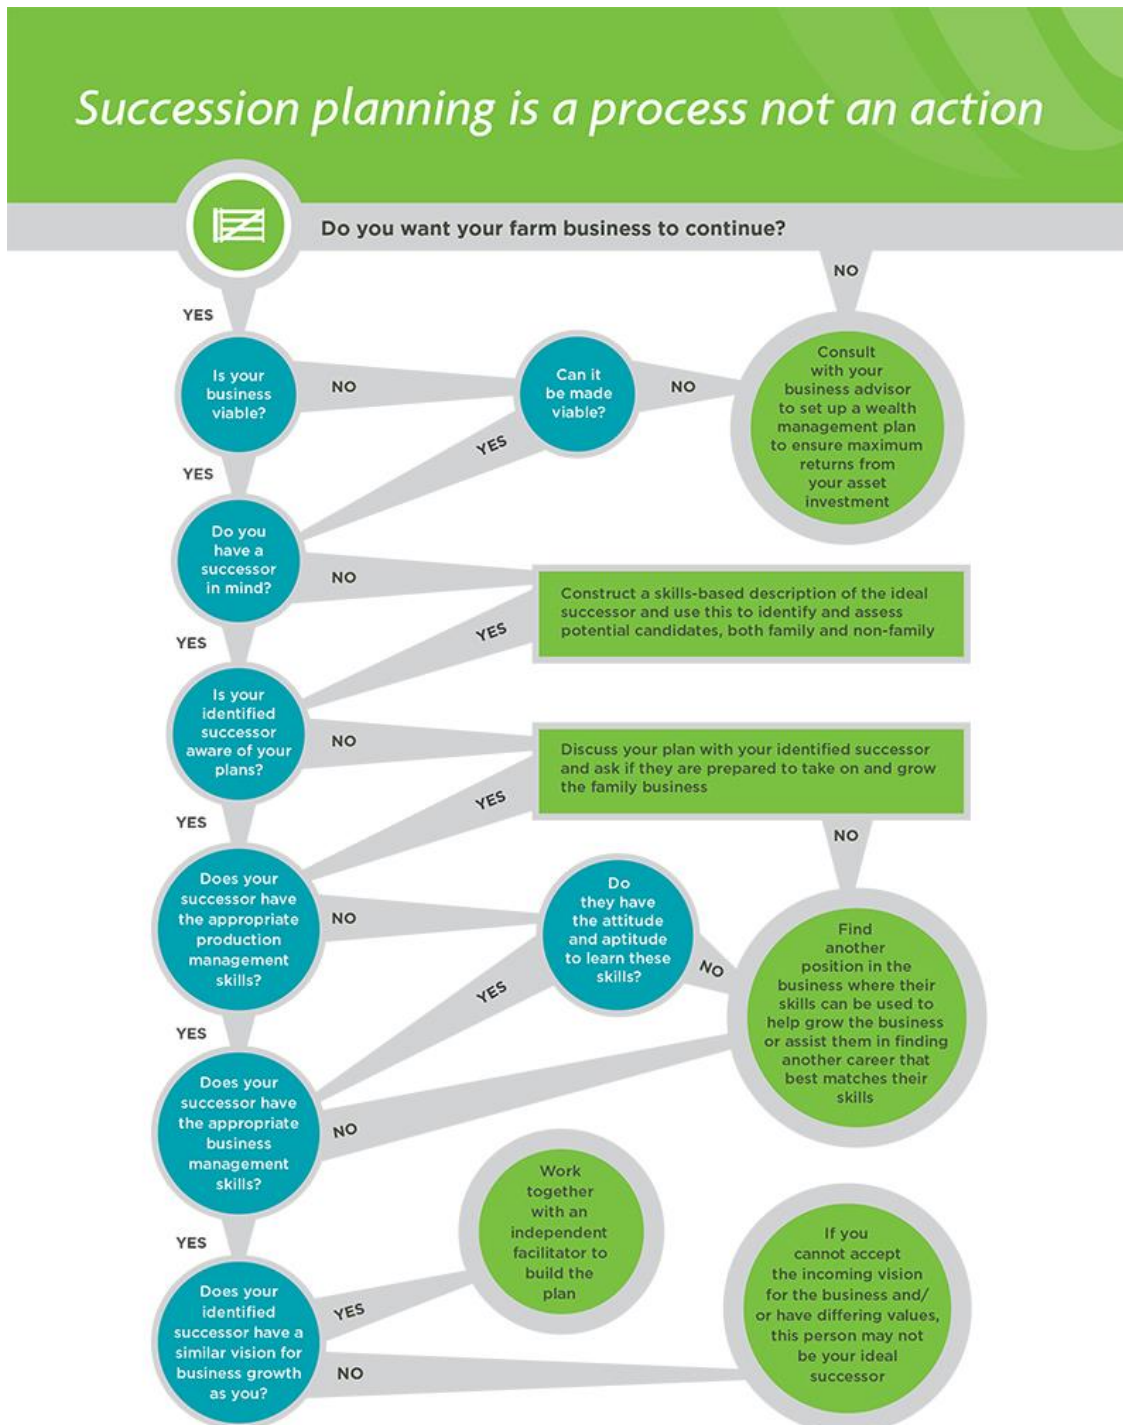 Succession planning is a process not an action
Do you want your farm business to continue?
NO
YES
Is your
business
viable?
NO
Can it
be made
viable?
NO
Consult
with your
business advisor
to set up a wealth
management plan
to ensure maximum
returns from
your asset
investment
YES
YES
Do you
have a
successor
in mind?
NO
Construct a skills-based description of the ideal
successor and use this to identify and assess
potential candidates, both family and non-family
YES
YES
Is your
identified
successor
aware of your
plans?
NO
Discuss your plan with your identified successor
and ask if they are prepared to take on and grow
the family business
YES
YES
NO
Does your
successor have
the appropriate
production
management
skills?
NO
Do
they have
the attitude
and aptitude
to learn these
skills?
NO
Find
another
position in the
business where their
skills can be used to
help grow the business
or assist them in finding
another career that
best matches their
skills
YES
YES
Does your
successor have
the appropriate
business
management
skills?
NO
Work
together
with an
independent
facilitator to
build the
plan
YES
Does your
identified
successor have a
similar vision for
business growth
as you?
YES
NO
If you
cannot accept
the incoming vision
for the business and/
or have differing values,
this person may not
be your ideal
successor